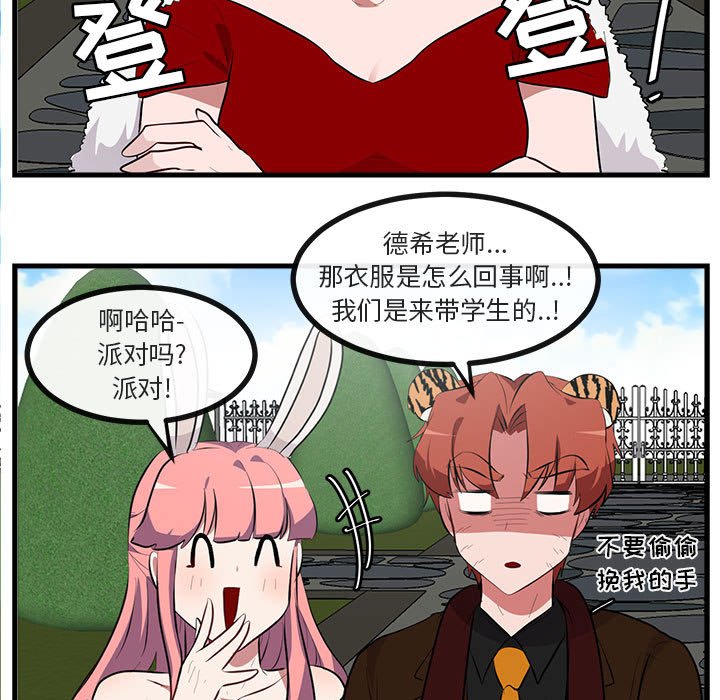 登
登
德希老师...
那衣服是怎么回事啊..!
我们是来带学生的..!
啊哈哈-
派对吗?
派对!
不要偷偷
挽我的手